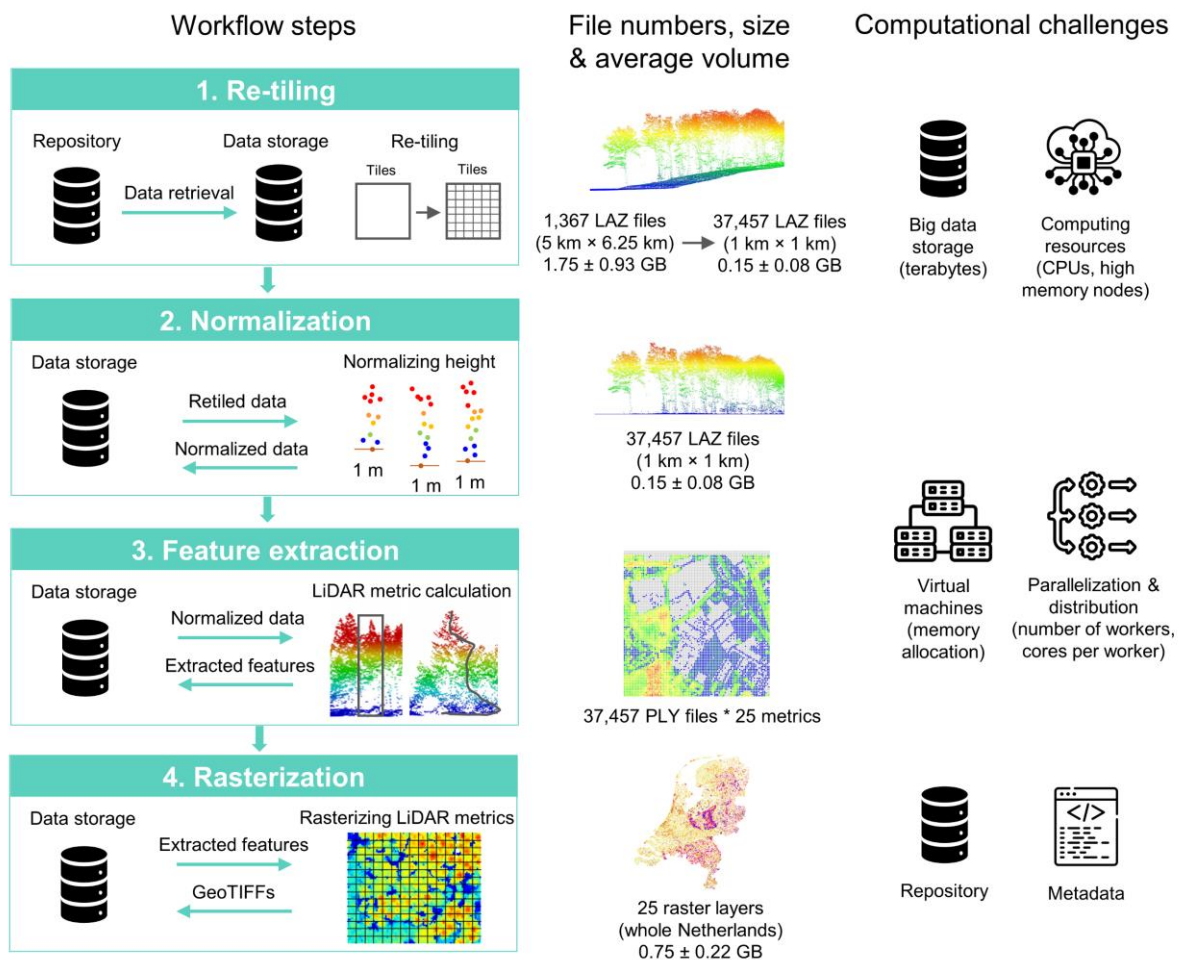 Workflow steps
File numbers, size
& average volume
Computational challenges
1. Re-tiling
Repository
Data storage
Re-tiling
Tiles
Tiles
Data retrieval
1,367 LAZ files
(5 km × 6.25 km)
1.75 ± 0.93 GB
37,457 LAZ files
(1 km × 1 km)
0.15 ± 0.08 GB
Big data
storage
(terabytes)
Computing
resources
(CPUs, high
memory nodes)
2. Normalization
Data storage
Normalizing height
Retiled data
Normalized data
1 m
1 m
1 m
37,457 LAZ files
(1 km × 1 km)
0.15 ± 0.08 GB
3. Feature extraction
Data storage
LiDAR metric calculation
Normalized data
Extracted features
37,457 PLY files * 25 metrics
Virtual
machines
(memory
allocation)
Parallelization &
distribution
(number of workers,
cores per worker)
4. Rasterization
Data storage
Rasterizing LiDAR metrics
Extracted features
GeoTIFFs
25 raster layers
(whole Netherlands)
0.75 ± 0.22 GB
</>
Repository
Metadata